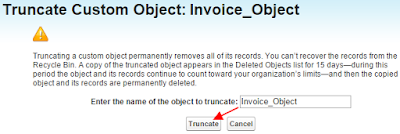 Truncate Custom Object: Invoice_Object
Truncating a custom object permanently removes all of its records. You can't recover the records from the
Recycle Bin. A copy of the truncated object appears in the Deleted Objects list for 15 days—during this
period the object and its records continue to count toward your organization's limits—and then the copied
object and its records are permanently deleted.
Enter the name of the object to truncate: Invoice_Object
Truncate Cancel